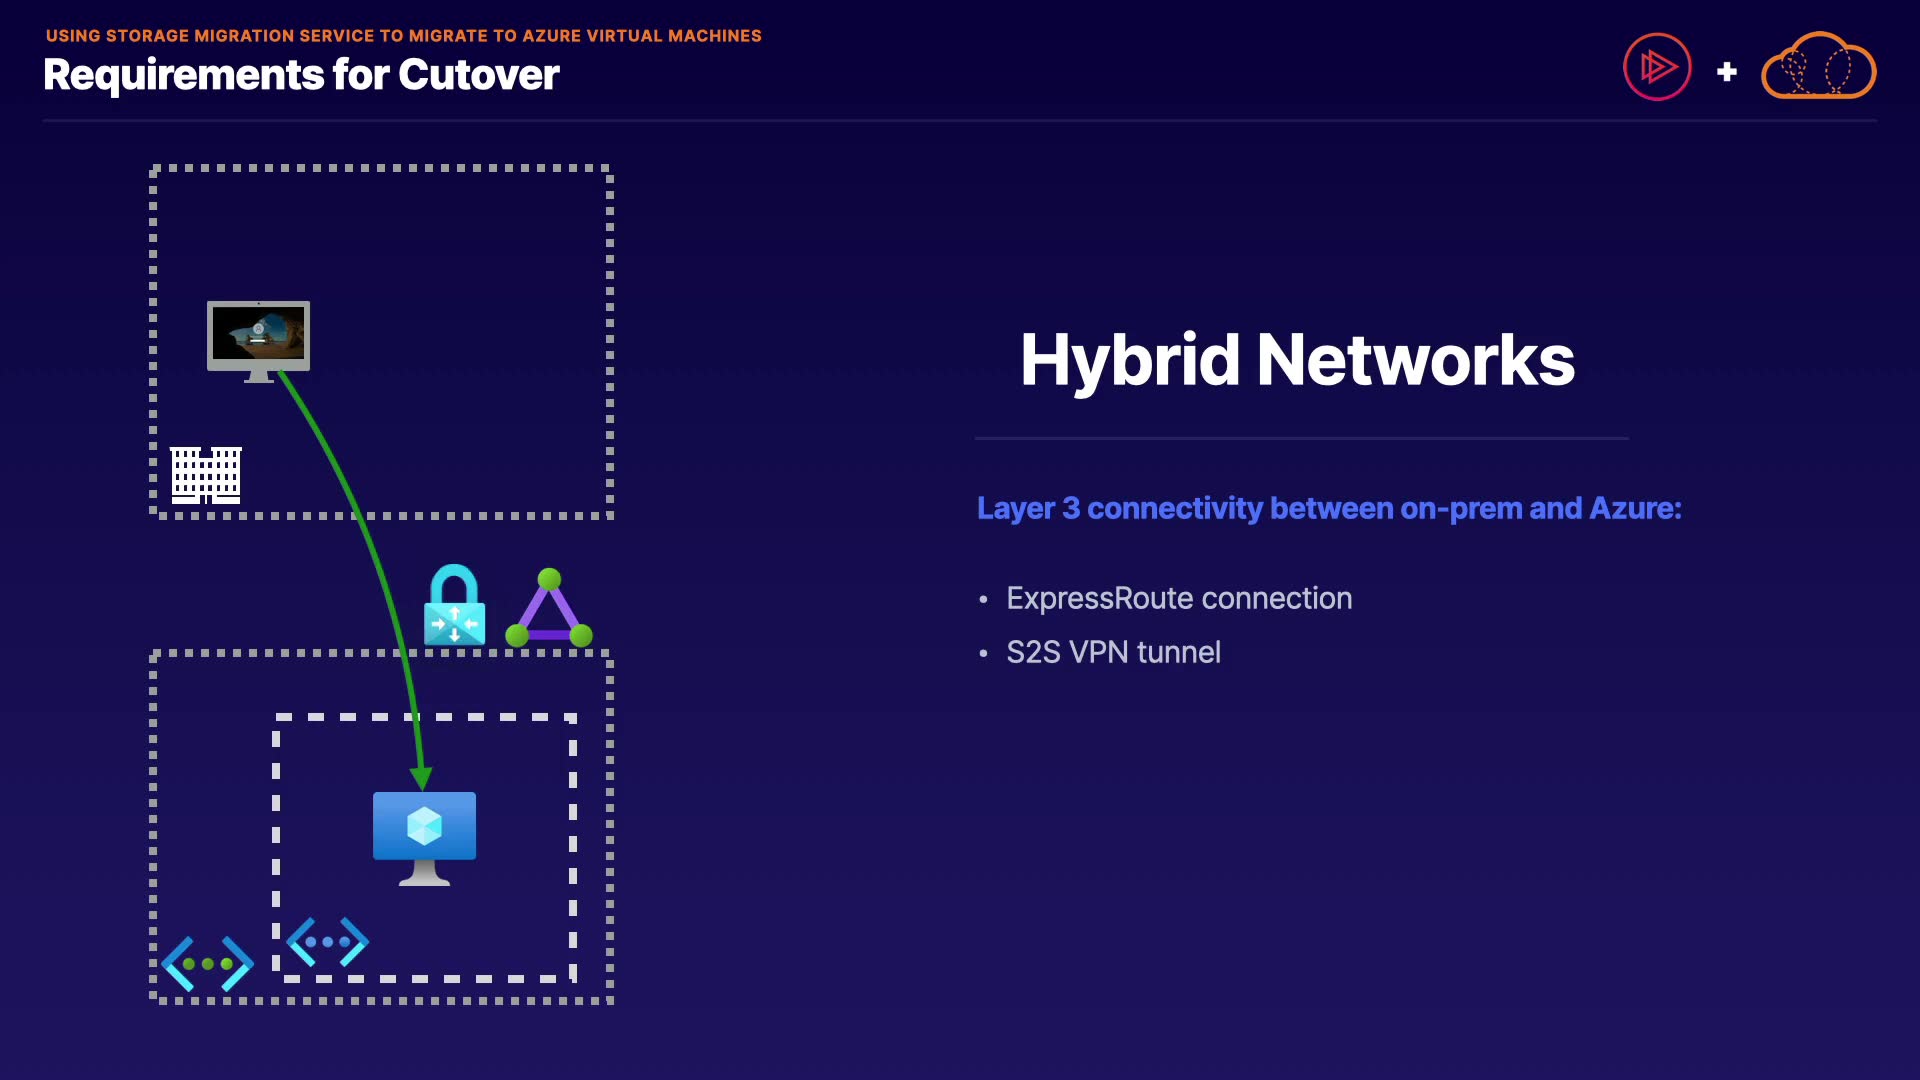 USING STORAGE MIGRATION SERVICE TO MIGRATE TO AZURE VIRTUAL MACHINES
Requirements for Cutover
Hybrid Networks
Layer 3 connectivity between on-prem and Azure:
• ExpressRoute connection
• S2S VPN tunnel